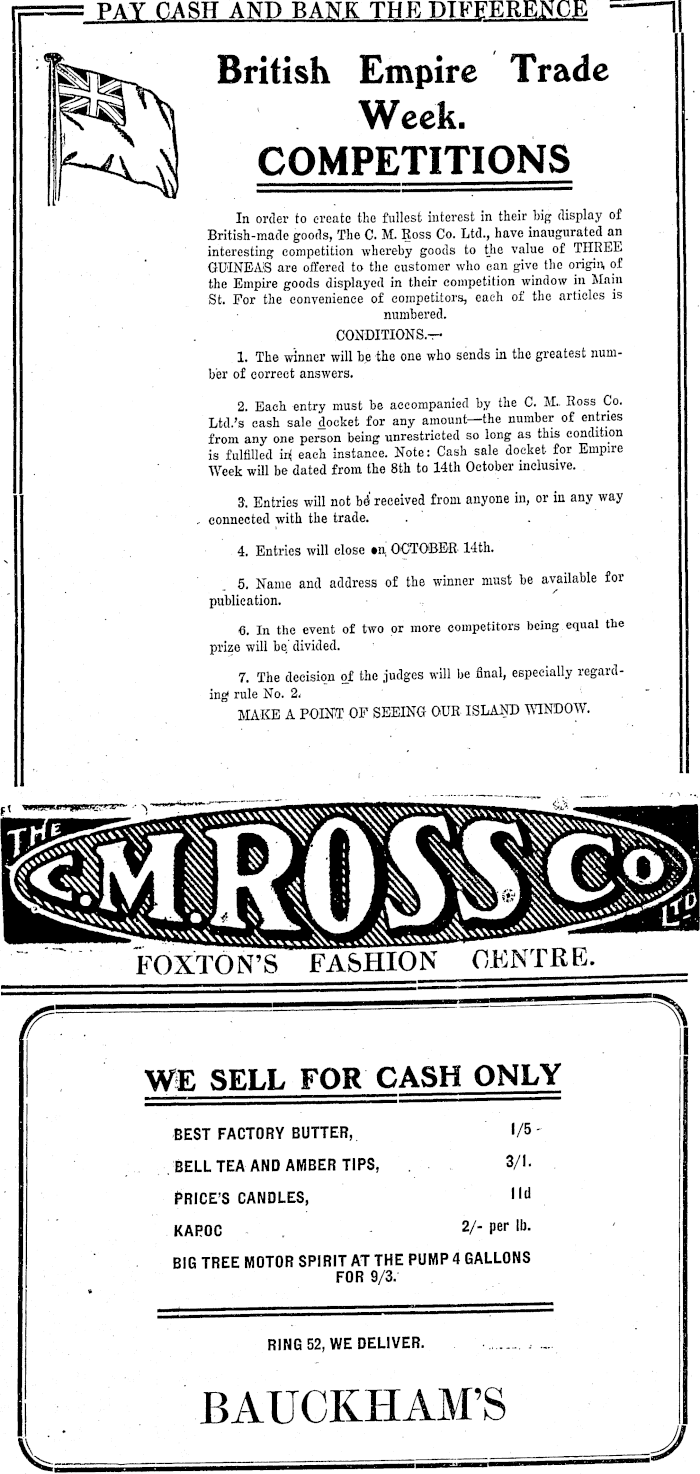 PAY CASH AND BANK THE DIFFERENCE
British Empire Trade
Week.
COMPETITIONS
In order to create the fullest interest in their big display of
British-made goods, The C. M. Ross Co. Ltd., have inaugurated an
interesting competition whereby goods to the value of THREE
GUINEAS are offered to the customer who can give the origin of
the Empire goods displayed in their competition window in Main
St. For the convenience of competitors, each of the articles is
numbered.
CONDITIONS.—
1. The winner will be the one who sends in the greatest num-
ber of correct answers.
2. Each entry must be accompanied by the C. M. Ross Co.
Ltd.'s cash sale docket for any amount—the number of entries
from any one person being unrestricted so long as this condition
is fulfilled in each instance. Note: Cash sale docket for Empire
Week will be dated from the 8th to 14th October inclusive.
3. Entries will not be received from anyone in, or in any way
connected with the trade.
4. Entries will close on OCTOBER 14th.
5. Name and address of the winner must be available for
publication.
6. In the event of two or more competitors being equal the
prize will be divided.
7. The decision of the judges will be final, especially regard-
ing rule No. 2.
MAKE A POINT OF SEEING OUR ISLAND WINDOW.
THE C.M. ROSS CO LTD
FOXTON'S FASHION CENTRE.
WE SELL FOR CASH ONLY
BEST FACTORY BUTTER, 1/5
BELL TEA AND AMBER TIPS, 3/1.
PRICE'S CANDLES, 11d
KAPOC 2/- per lb.
BIG TREE MOTOR SPIRIT AT THE PUMP 4 GALLONS
FOR 9/3.
RING 52, WE DELIVER.
BAUCKHAM'S